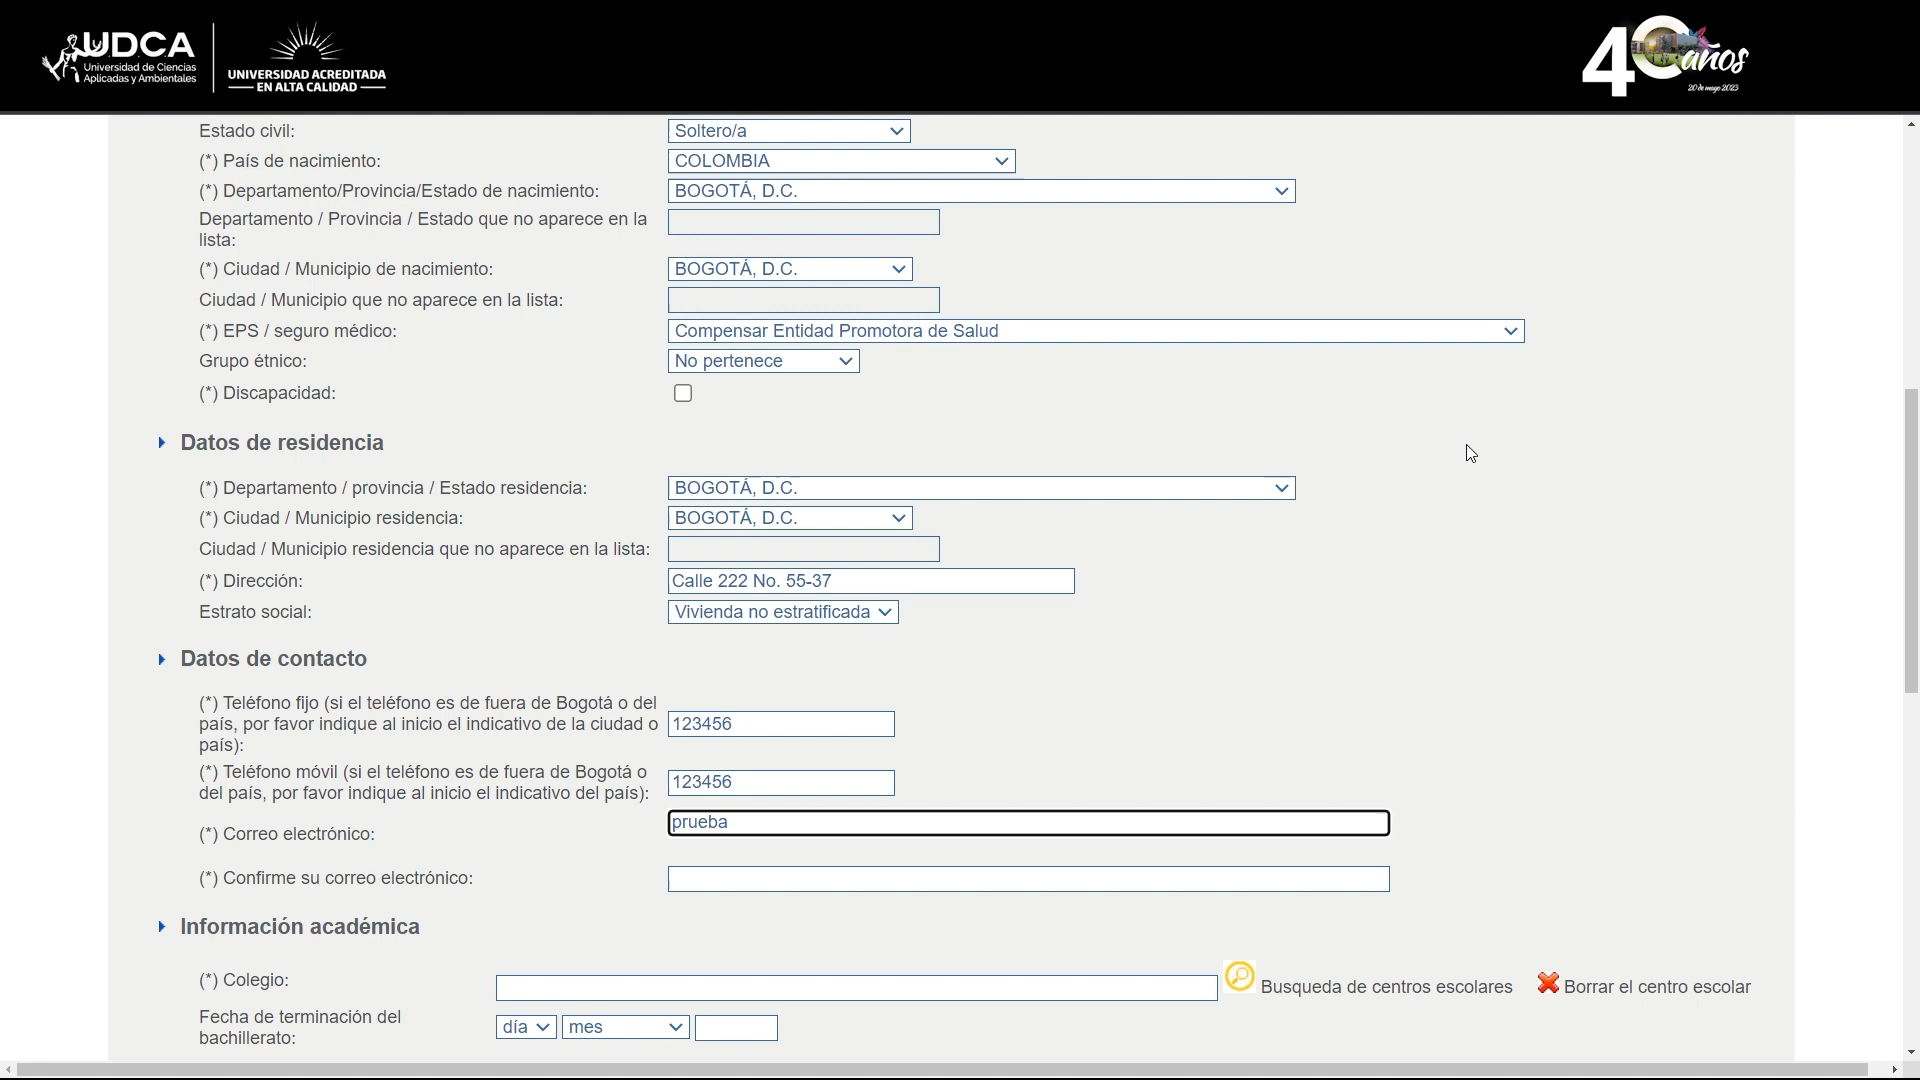 UDCA
Universidad de Ciencias
Aplicadas y Ambientales
UNIVERSIDAD ACREDITADA
EN ALTA CALIDAD
40 años
20 de mayo 2023
Estado civil: Soltero/a
(*) País de nacimiento: COLOMBIA
(*) Departamento/Provincia/Estado de nacimiento: BOGOTÁ, D.C.
Departamento / Provincia / Estado que no aparece en la
lista:
(*) Ciudad / Municipio de nacimiento: BOGOTÁ, D.C.
Ciudad / Municipio que no aparece en la lista:
(*) EPS / seguro médico: Compensar Entidad Promotora de Salud
Grupo étnico: No pertenece
(*) Discapacidad:
Datos de residencia
(*) Departamento / provincia / Estado residencia: BOGOTÁ, D.C.
(*) Ciudad / Municipio residencia: BOGOTÁ, D.C.
Ciudad / Municipio residencia que no aparece en la lista:
(*) Dirección: Calle 222 No. 55-37
Estrato social: Vivienda no estratificada
Datos de contacto
(*) Teléfono fijo (si el teléfono es de fuera de Bogotá o del
país, por favor indique al inicio el indicativo de la ciudad o
país):
123456
(*) Teléfono móvil (si el teléfono es de fuera de Bogotá o
del país, por favor indique al inicio el indicativo del país):
123456
(*) Correo electrónico: prueba
(*) Confirme su correo electrónico:
Información académica
(*) Colegio: Busqueda de centros escolares Borrar el centro escolar
Fecha de terminación del
bachillerato:
día mes